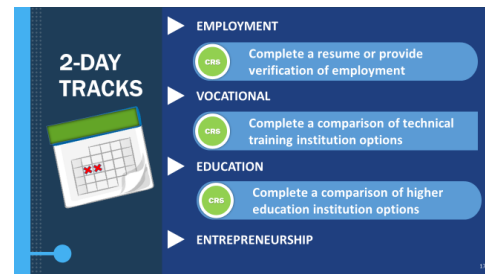 2-DAY
TRACKS
EMPLOYMENT
CRS
Complete a resume or provide
verification of employment
VOCATIONAL
CRS
Complete a comparison of technical
training institution options
EDUCATION
CRS
Complete a comparison of higher
education institution options
ENTREPRENEURSHIP